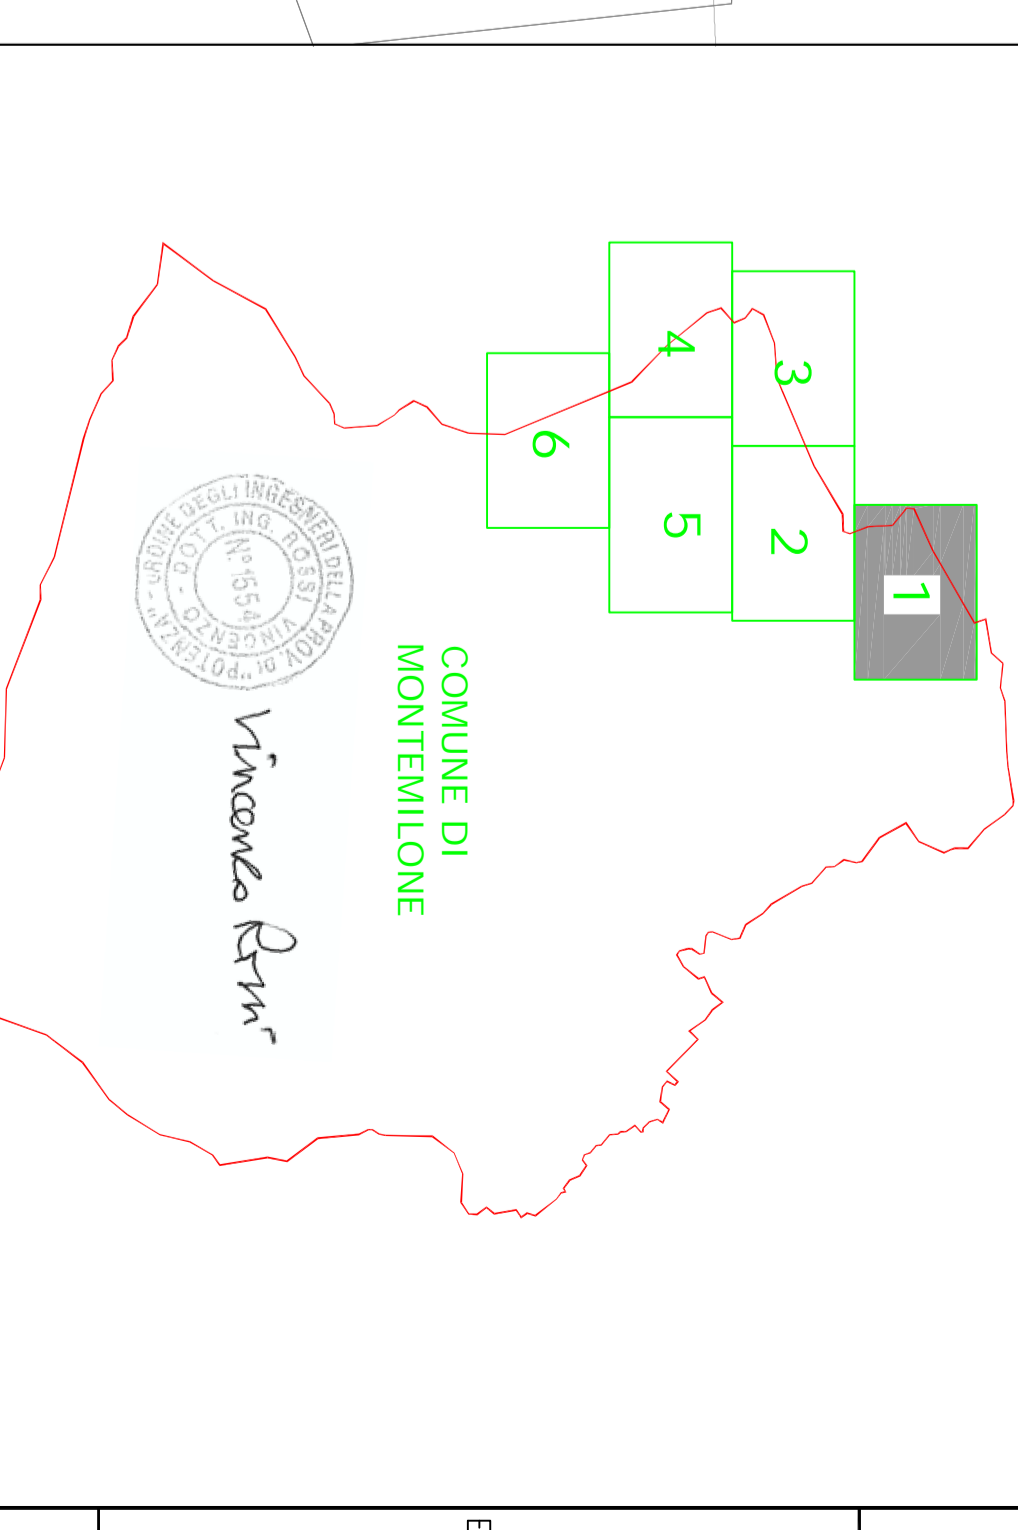 1
2
3
4
5
6
COMUNE DI
MONTEMILONE
ORDINE DEGLI INGEGNERI DELLA PROV. DI "POTENZA" -
DOTT. ING. ROSSI VINCENZO -
N° 1554
Vincenzo Rossi
E